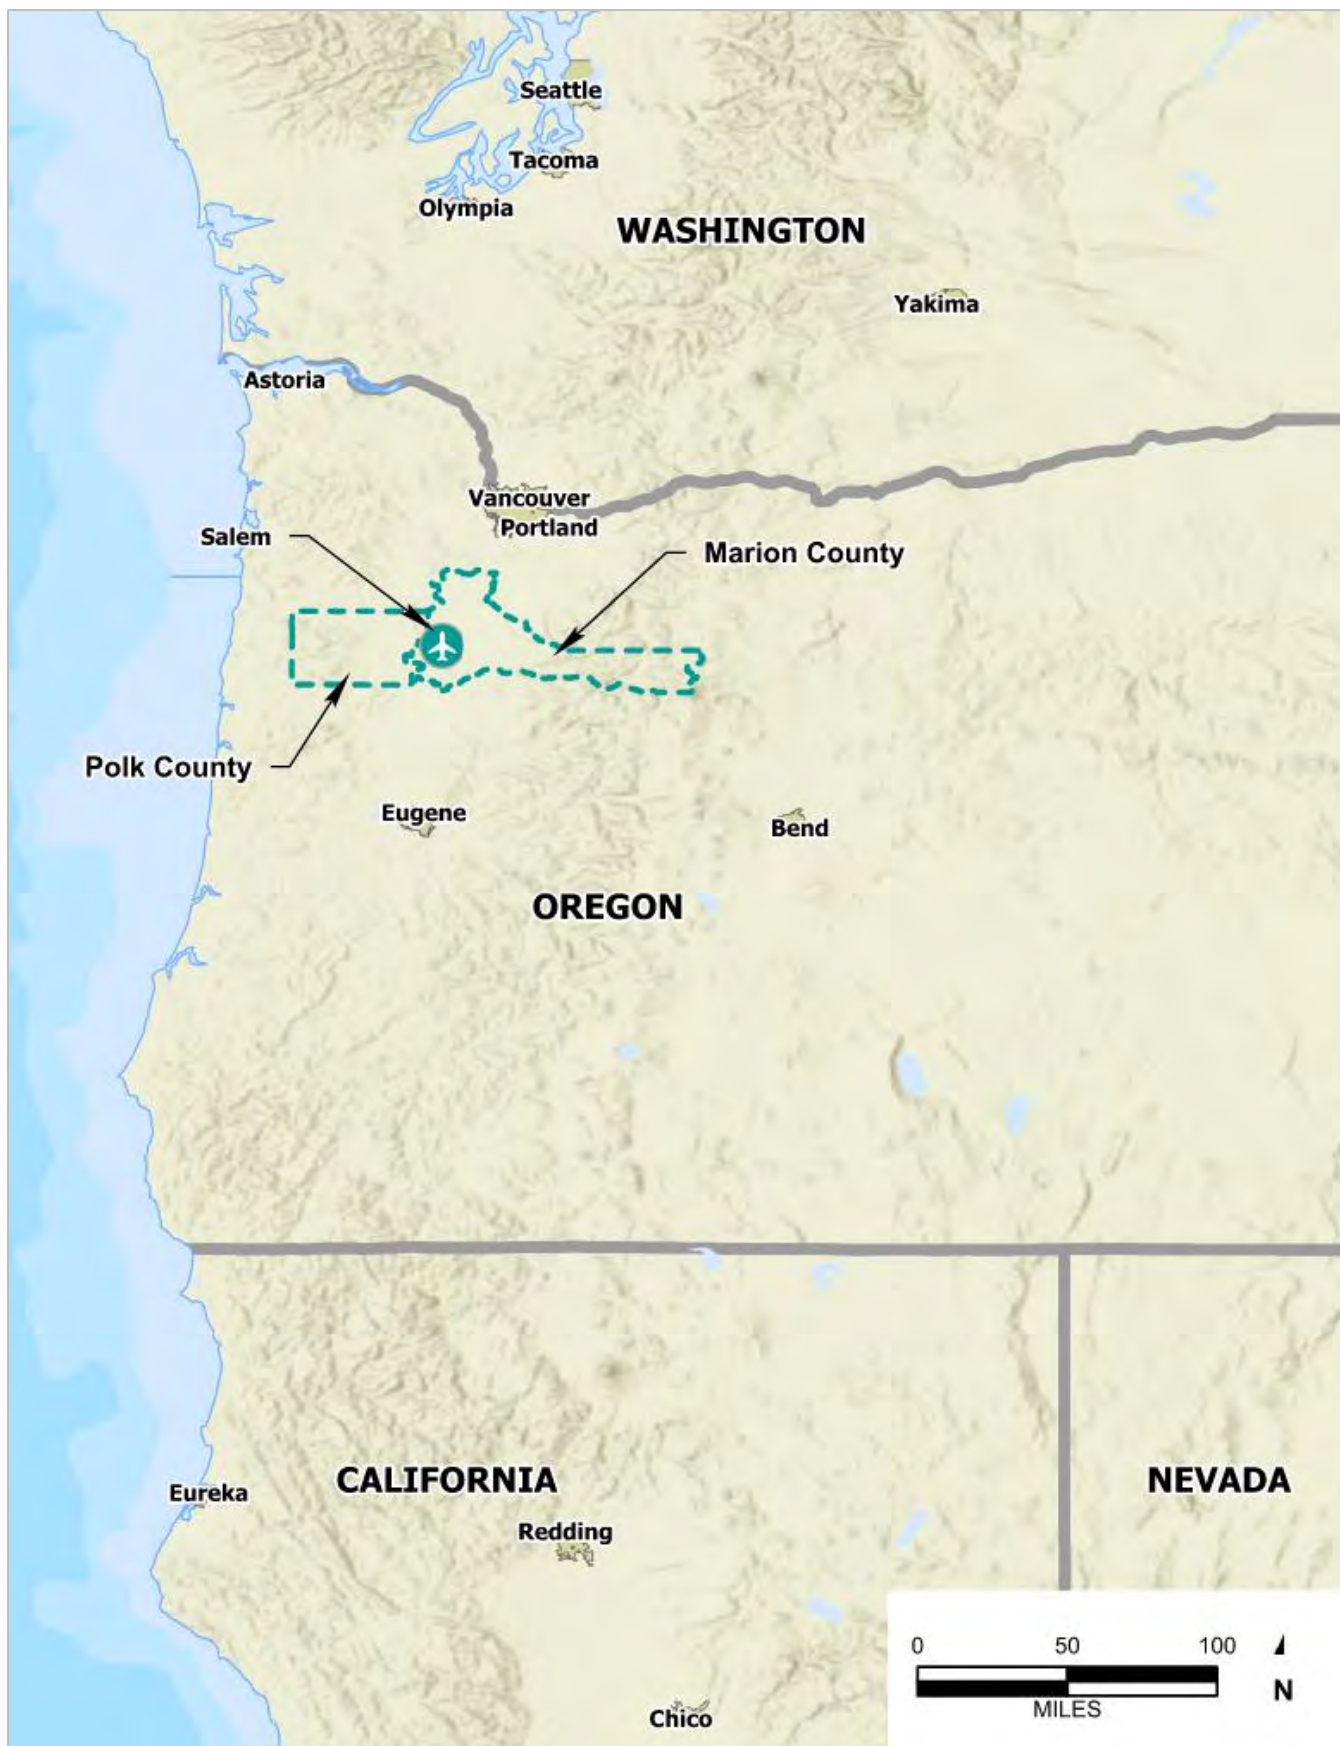 Seattle
Tacoma
Olympia
WASHINGTON
Yakima
Astoria
Vancouver
Portland
Salem
Marion County
Polk County
Eugene
Bend
OREGON
CALIFORNIA
NEVADA
Eureka
Redding
0 50 100
N
MILES
Chico